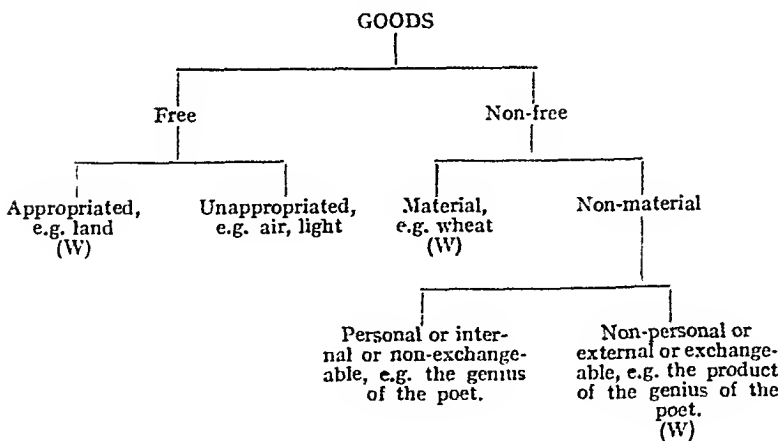 GOODS
Free
Non-free
Appropriated,
e.g. land
(W)
Unappropriated,
e.g. air, light
Material,
e.g. wheat
(W)
Non-material
Personal or inter-
nal or non-exchange-
able, e.g. the genius
of the poet.
Non-personal or
external or exchange-
able, e.g. the product
of the genius of the
poet.
(W)